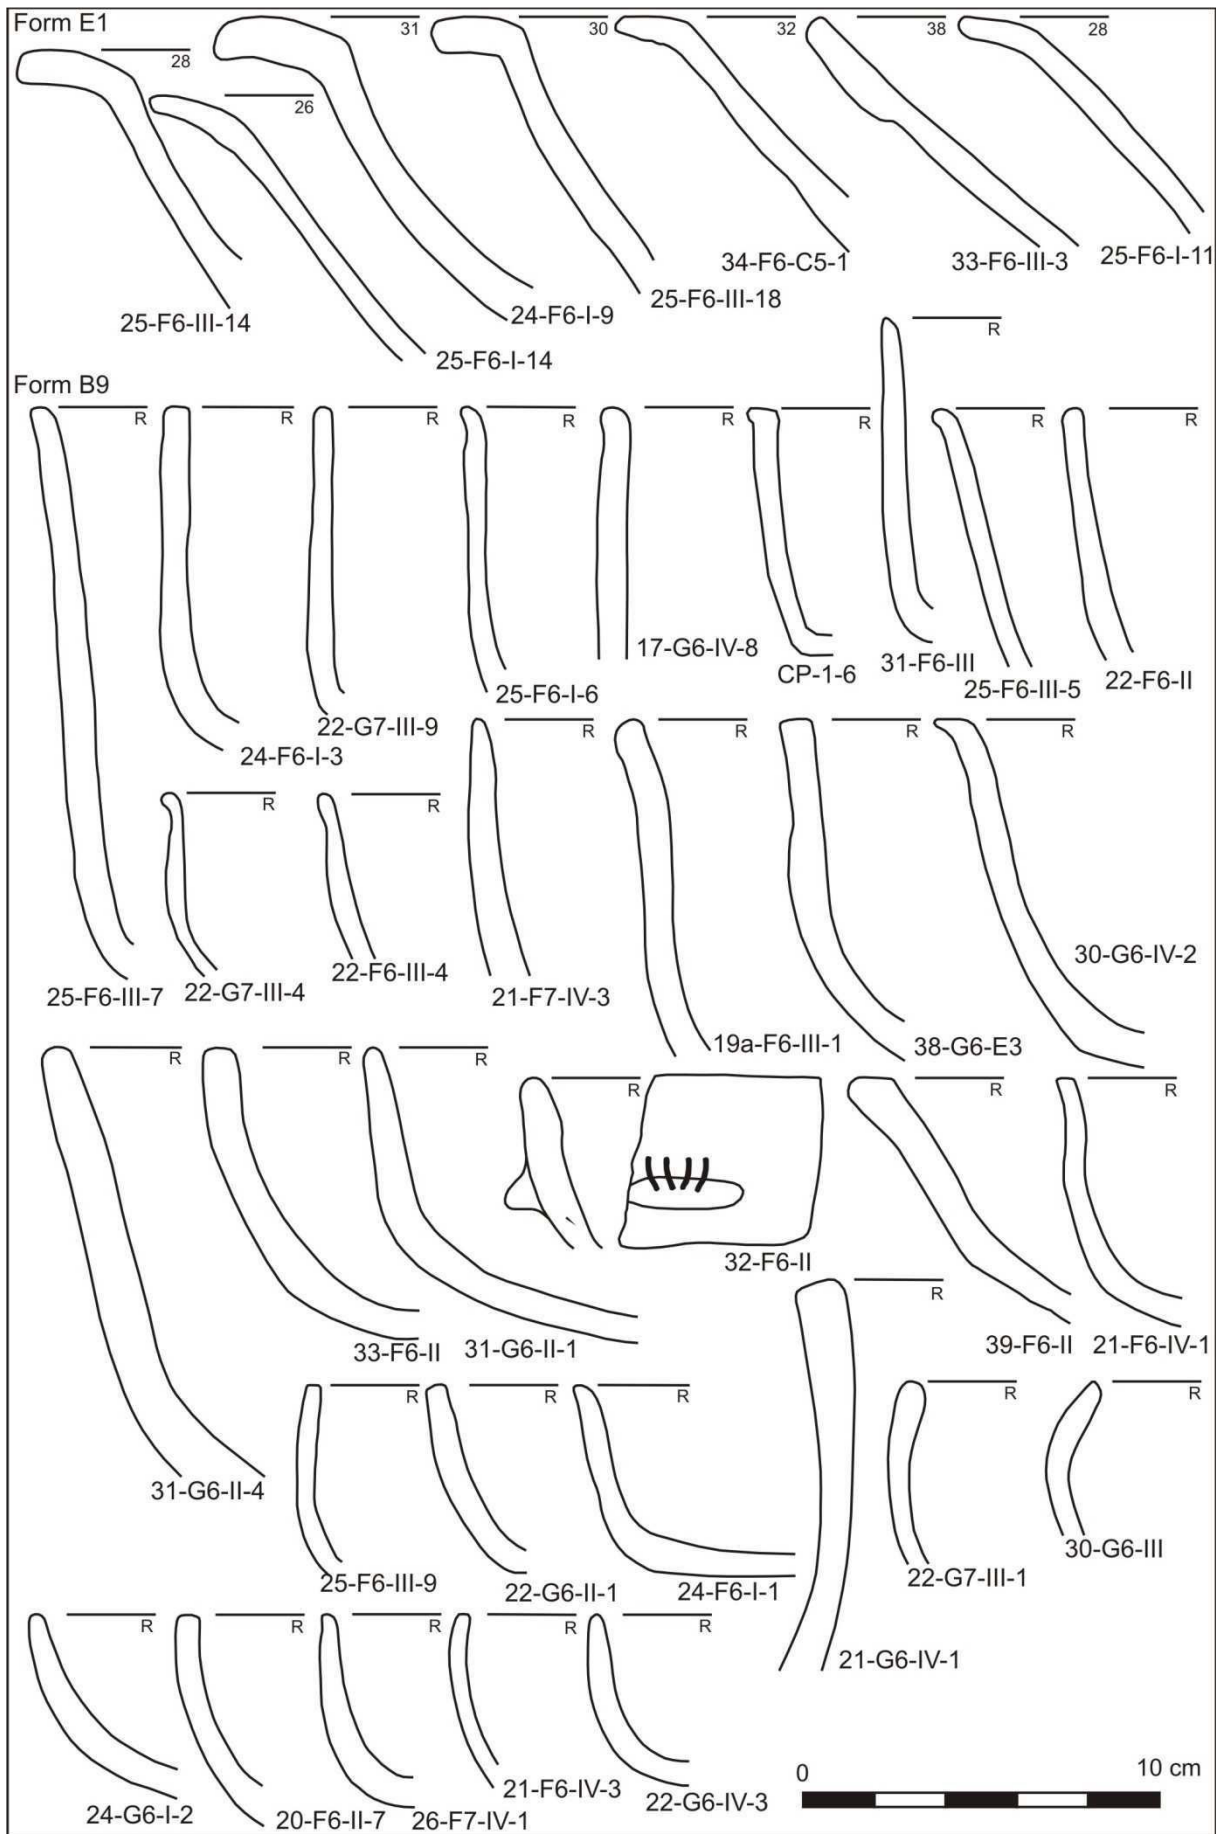 Form E1
28
26
31
30
32
38
28
25-F6-III-14
25-F6-I-14
24-F6-I-9
25-F6-III-18
34-F6-C5-1
33-F6-III-3
25-F6-I-11
R
Form B9
R
R
R
R
R
R
R
R
17-G6-IV-8
CP-1-6
31-F6-III
25-F6-III-5
22-F6-II
25-F6-I-6
22-G7-III-9
24-F6-I-3
R
R
R
R
R
R
25-F6-III-7
22-G7-III-4
22-F6-III-4
21-F7-IV-3
19a-F6-III-1
38-G6-E3
30-G6-IV-2
R
R
R
R
R
R
32-F6-II
33-F6-II
31-G6-II-1
39-F6-II
21-F6-IV-1
R
31-G6-II-4
R
R
R
R
R
25-F6-III-9
22-G6-II-1
24-F6-I-1
22-G7-III-1
30-G6-III
21-G6-IV-1
R
R
R
R
R
24-G6-I-2
20-F6-II-7
26-F7-IV-1
21-F6-IV-3
22-G6-IV-3
0 10 cm